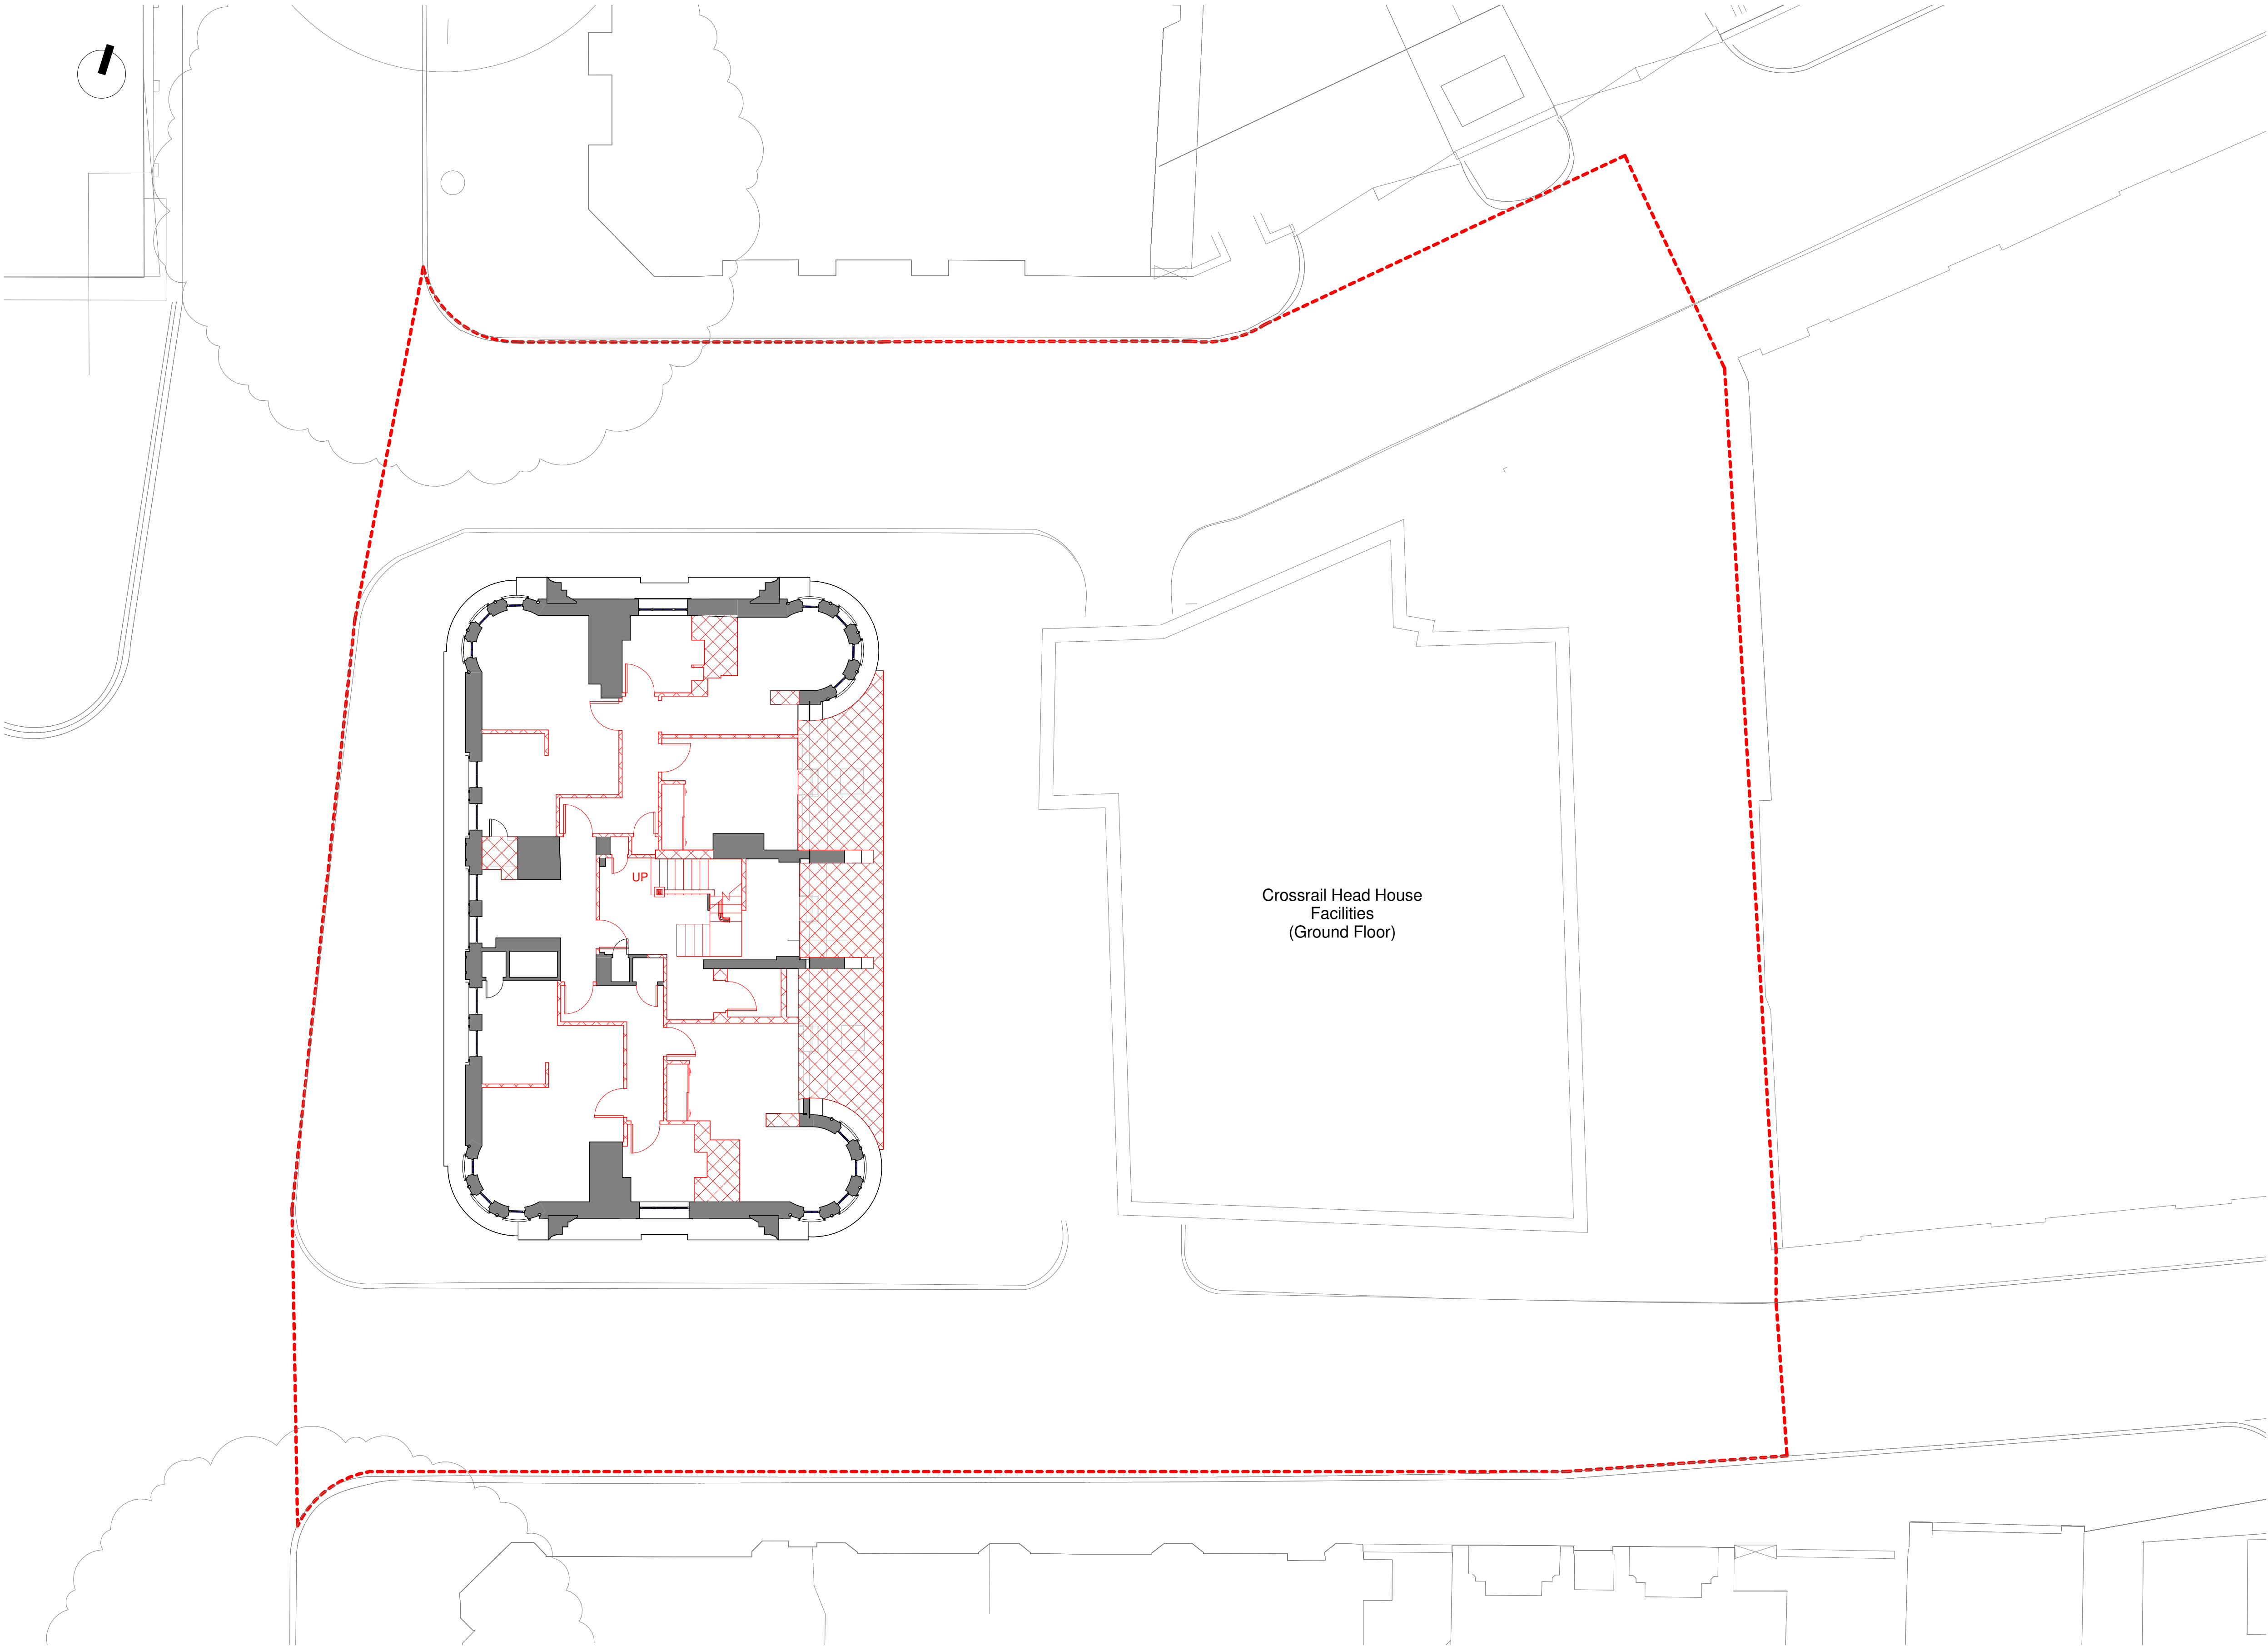 UP
Crossrail Head House
Facilities
(Ground Floor)